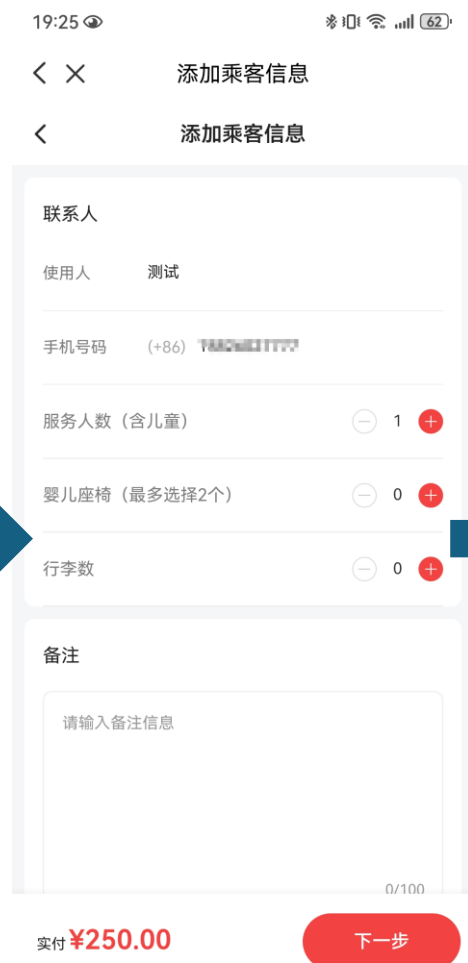 19:25
62
添加乘客信息
添加乘客信息
联系人
使用人 测试
手机号码 (+86)
服务人数（含儿童） 1
婴儿座椅（最多选择2个） 0
行李数 0
备注
请输入备注信息
0/100
实付 ¥250.00
下一步